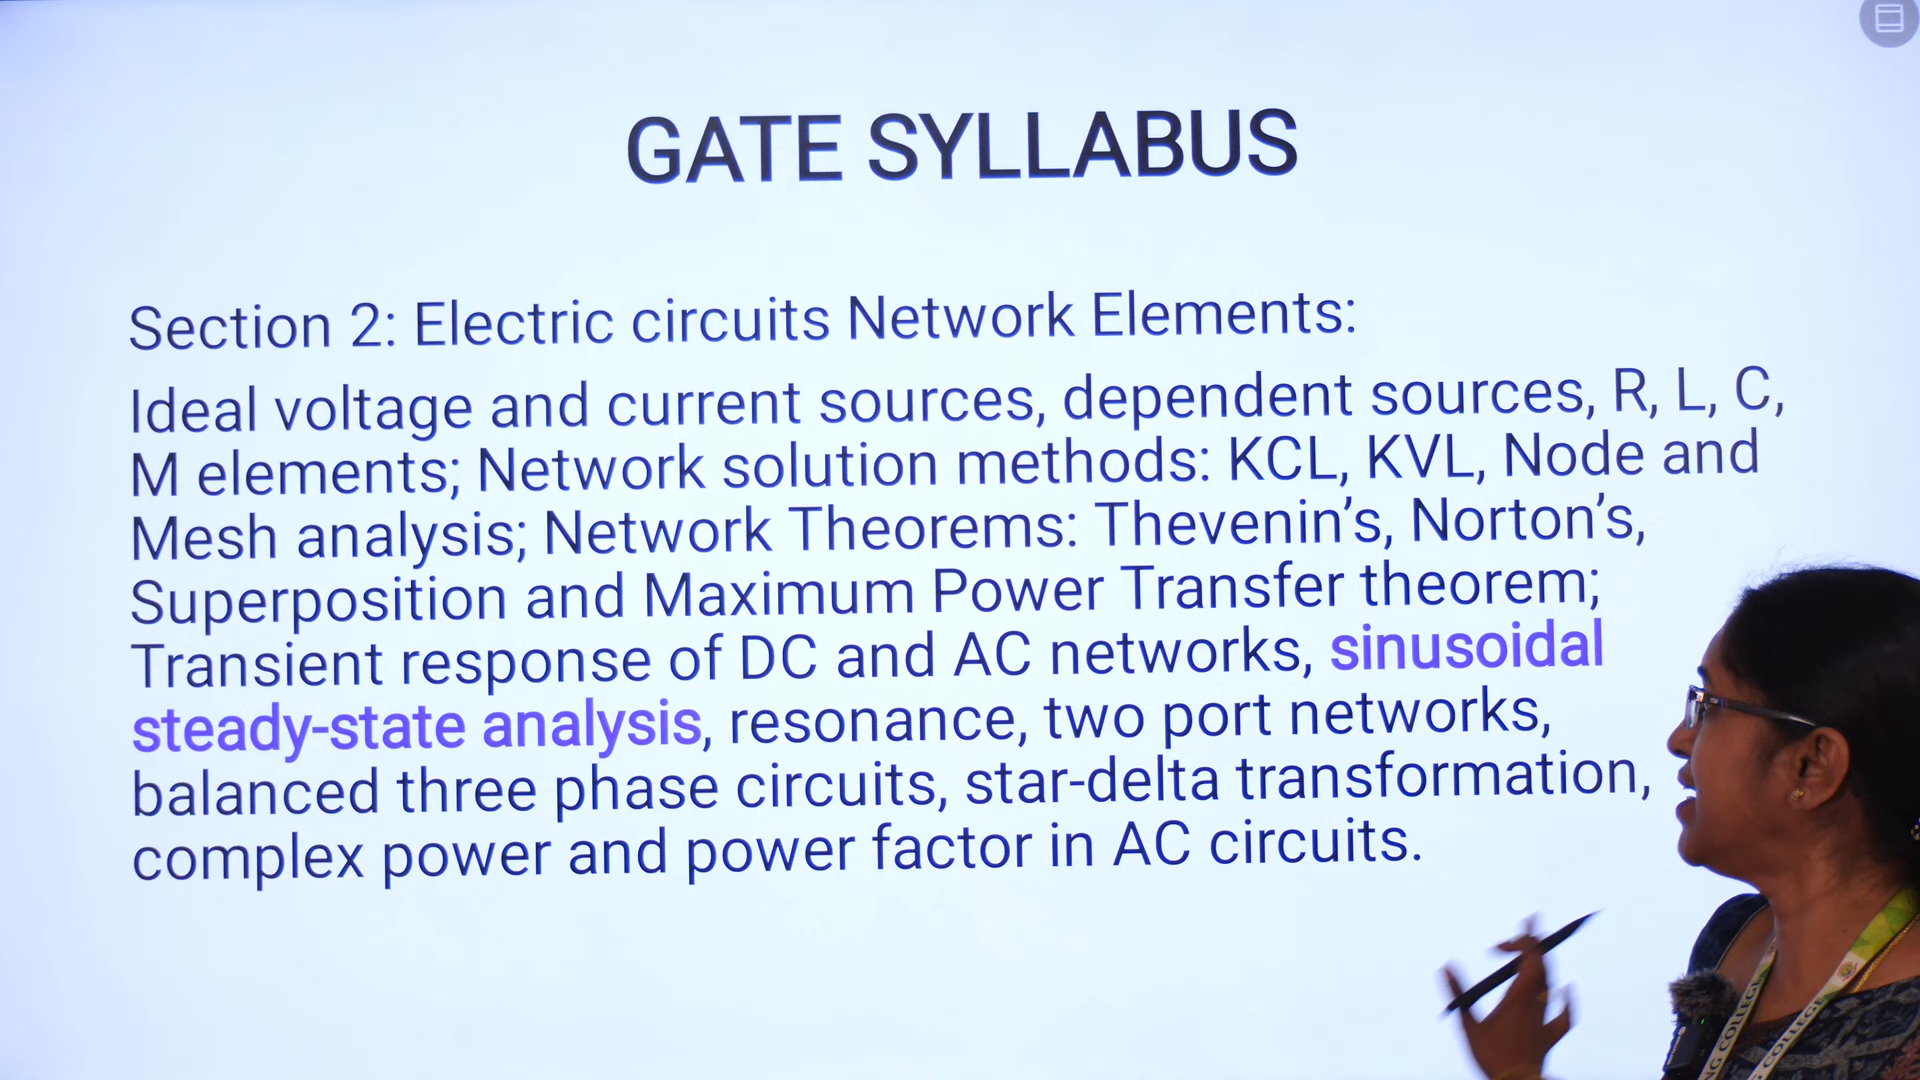 GATE SYLLABUS
Section 2: Electric circuits Network Elements:
Ideal voltage and current sources, dependent sources, R, L, C,
M elements; Network solution methods: KCL, KVL, Node and
Mesh analysis; Network Theorems: Thevenin’s, Norton’s,
Superposition and Maximum Power Transfer theorem;
Transient response of DC and AC networks, sinusoidal
steady-state analysis, resonance, two port networks,
balanced three phase circuits, star-delta transformation,
complex power and power factor in AC circuits.
COLLEGE
COLLEGE